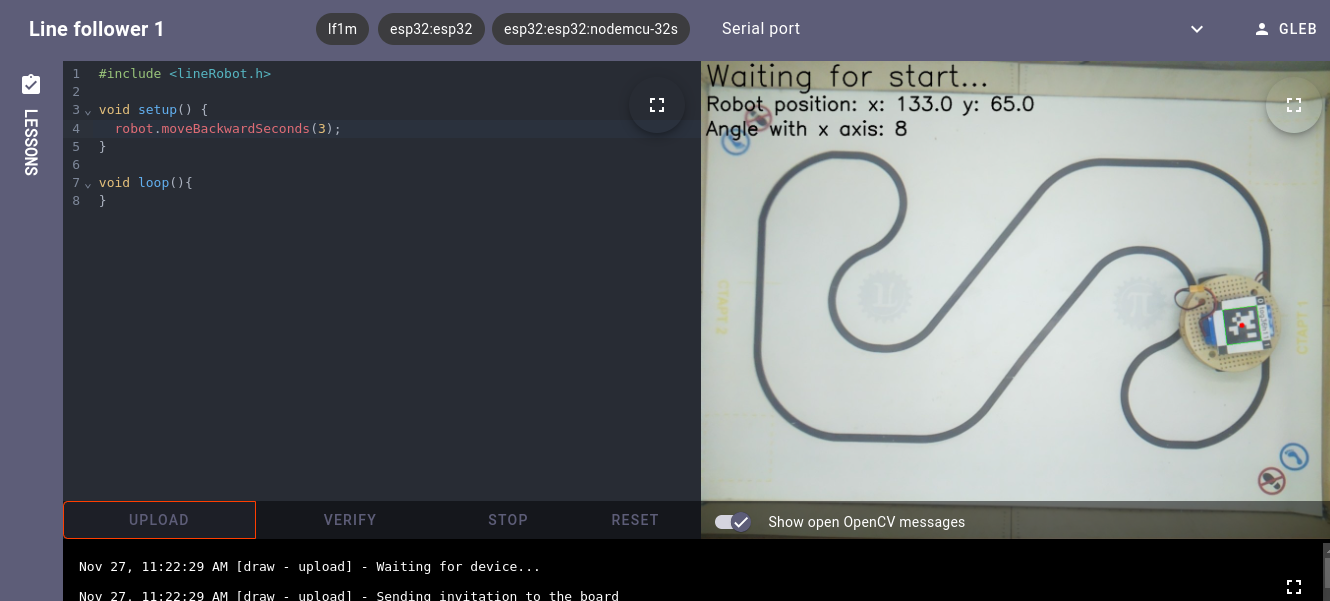 Line follower 1
lf1m
esp32:esp32
esp32:esp32:nodemcu-32s
Serial port
GLEB
LESSONS
1 #include <lineRobot.h>
2
3 void setup() {
4 robot.moveBackwardSeconds(3);
5 }
6
7 void loop(){
8 }
Waiting for start...
Robot position: x: 133.0 y: 65.0
Angle with x axis: 8
СТАРТ 2
π
СТАРТ 1
UPLOAD
VERIFY
STOP
RESET
Show open OpenCV messages
Nov 27, 11:22:29 AM [draw - upload] - Waiting for device...
Nov 27, 11:22:29 AM [draw - upload] - Sending invitation to the board